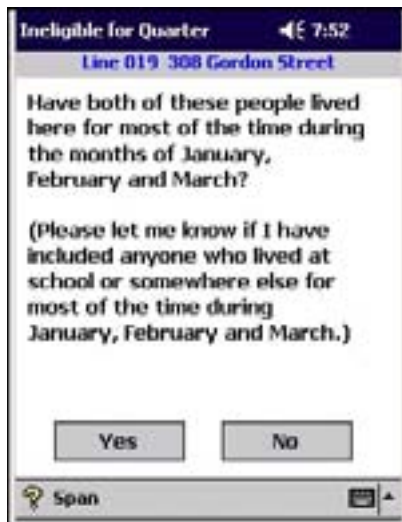 Ineligible for Quarter 7:52
Line 019 308 Gordon Street
Have both of these people lived
here for most of the time during
the months of January,
February and March?
(Please let me know if I have
included anyone who lived at
school or somewhere else for
most of the time during
January, February and March.)
Yes No
Span